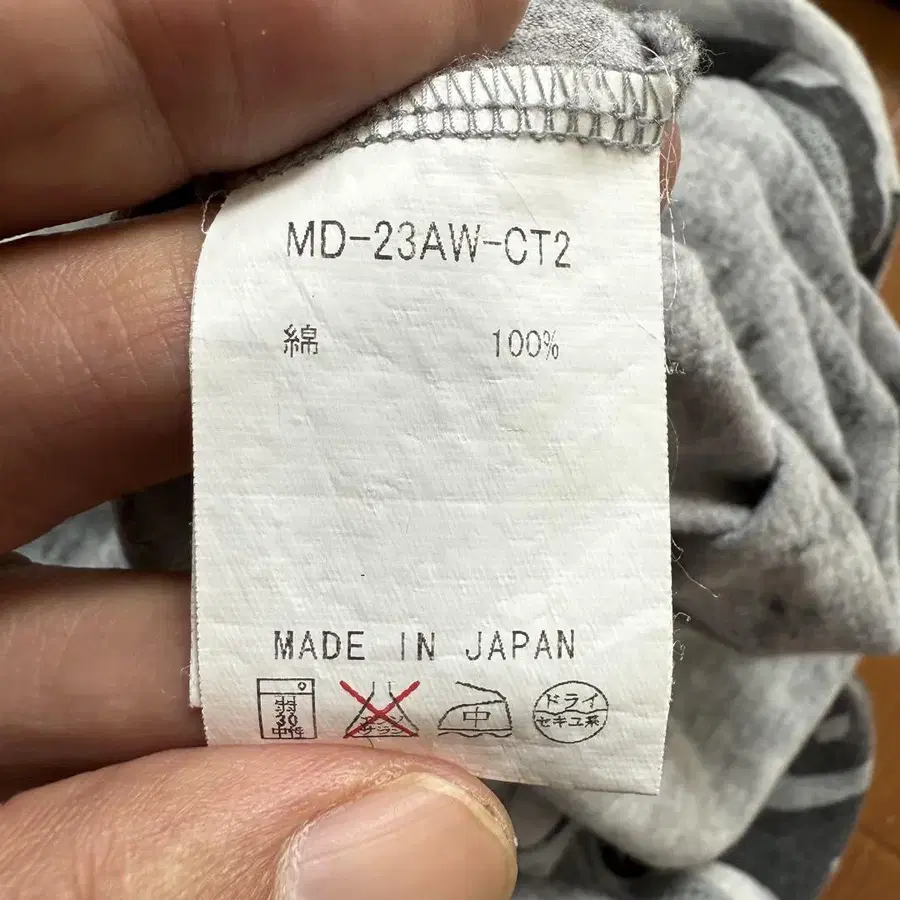 MD-23AW-CT2
綿 100%
MADE IN JAPAN
弱
30
中性
エンソ
サラシ
中
ドライ
セキユ系